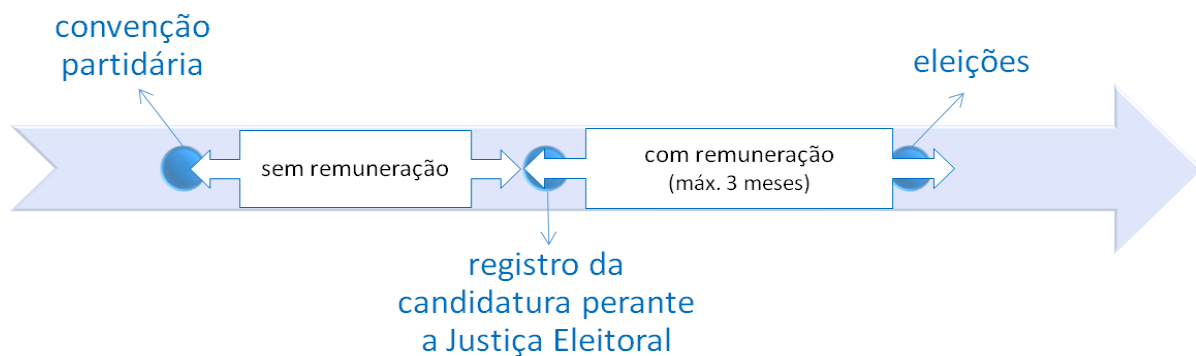 convenção
partidária
eleições
sem remuneração
com remuneração
(máx. 3 meses)
registro da
candidatura perante
a Justiça Eleitoral